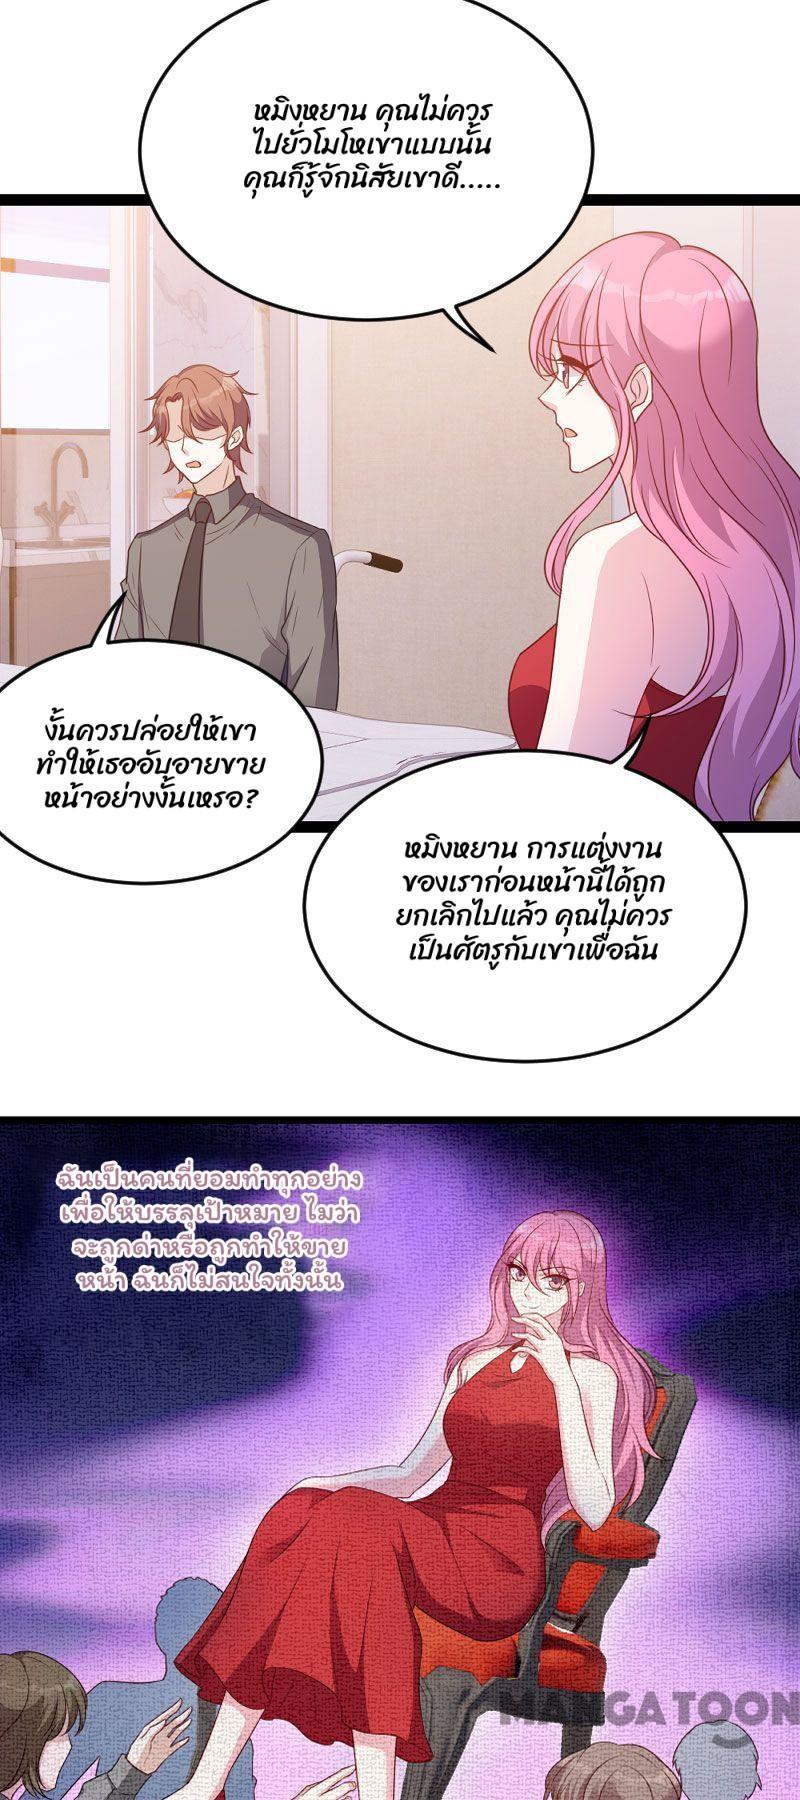 หมิงหยาน คุณไม่ควร
ไปยั่วโมโหเขาแบบนั้น
คุณก็รู้จักนิสัยเขาดี.....
งั้นควรปล่อยให้เขา
ทำให้เธออับอายขาย
หน้าอย่างงั้นเหรอ?
หมิงหยาน การแต่งงาน
ของเราก่อนหน้านี้ได้ถูก
ยกเลิกไปแล้ว คุณไม่ควร
เป็นศัตรูกับเขาเพื่อฉัน
ฉันเป็นคนที่ยอมทำทุกอย่าง
เพื่อให้บรรลุเป้าหมาย ไม่ว่า
จะถูกด่าหรือถูกทำให้ขาย
หน้า ฉันก็ไม่สนใจทั้งนั้น
MANGATOON